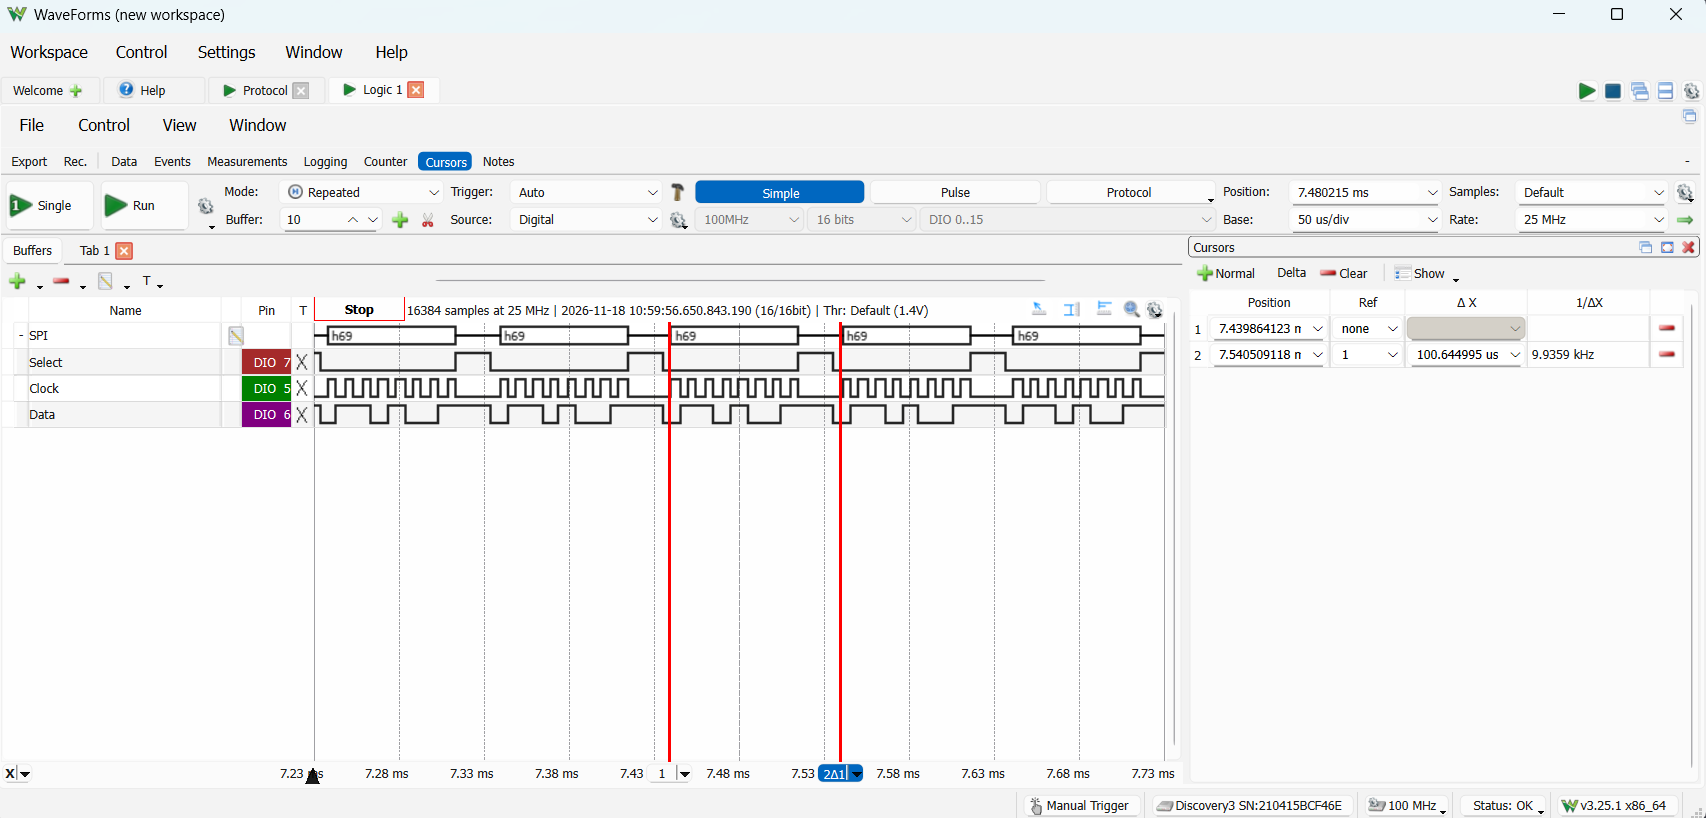 WaveForms (new workspace)
Workspace Control Settings Window Help
Welcome Help Protocol Logic 1
File Control View Window
Export Rec. Data Events Measurements Logging Counter Cursors Notes
Single Run Mode: Repeated Trigger: Auto Simple Pulse Protocol Position: 7.480215 ms Samples: Default
Buffer: 10 Source: Digital 100MHz 16 bits DIO 0..15 Base: 50 us/div Rate: 25 MHz
Buffers Tab 1 Cursors
T Normal Delta Clear Show
Name Pin T Stop 16384 samples at 25 MHz | 2026-11-18 10:59:56.650.843.190 (16/16bit) | Thr: Default (1.4V)
Position Ref Δ X 1/ΔX
1 7.439864123 m none
2 7.540509118 m 1 100.644995 us 9.9359 kHz
- SPI h69 h69 h69 h69 h69
Select DIO 7 X
Clock DIO 5 X
Data DIO 6 X
X 7.23 ms 7.28 ms 7.33 ms 7.38 ms 7.43 1 7.48 ms 7.53 2Δ1 7.58 ms 7.63 ms 7.68 ms 7.73 ms
Manual Trigger Discovery3 SN:210415BCF46E 100 MHz Status: OK v3.25.1 x86_64